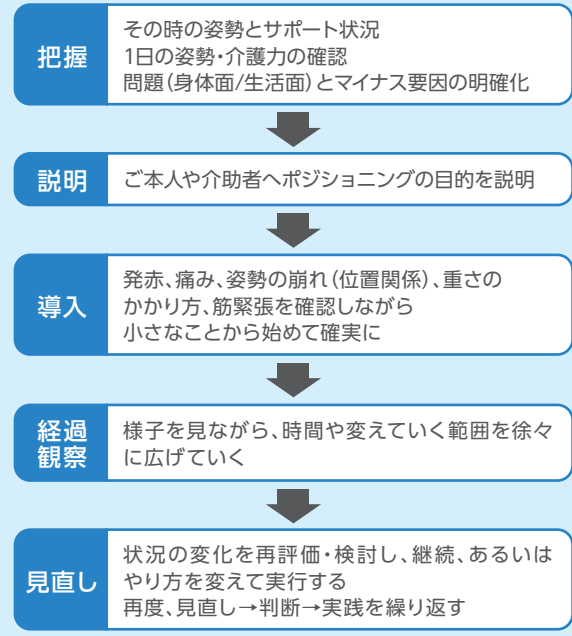 把握
その時の姿勢とサポート状況
1日の姿勢・介護力の確認
問題(身体面/生活面)とマイナス要因の明確化
説明
ご本人や介助者へポジショニングの目的を説明
導入
発赤、痛み、姿勢の崩れ(位置関係)、重さの
かかり方、筋緊張を確認しながら
小さなことから始めて確実に
経過
観察
様子を見ながら、時間や変えていく範囲を徐々
に広げていく
見直し
状況の変化を再評価・検討し、継続、あるいは
やり方を変えて実行する
再度、見直し→判断→実践を繰り返す